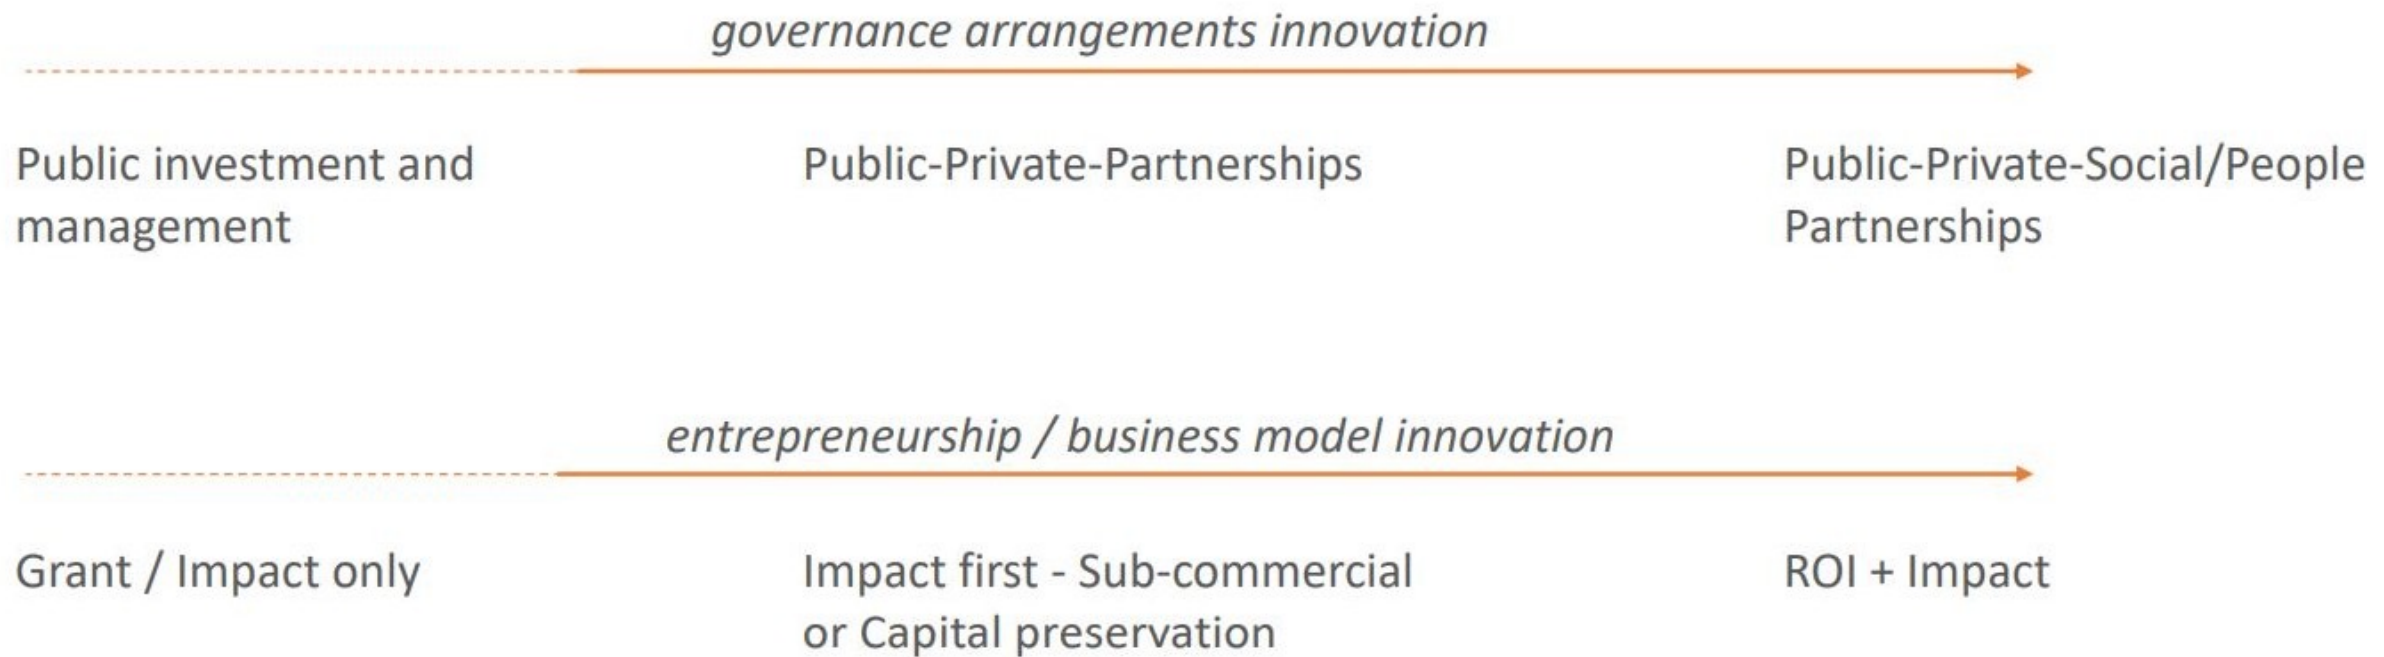 governance arrangements innovation
Public investment and
management
Public-Private-Partnerships
Public-Private-Social/People
Partnerships
entrepreneurship / business model innovation
Grant / Impact only
Impact first - Sub-commercial
or Capital preservation
ROI + Impact